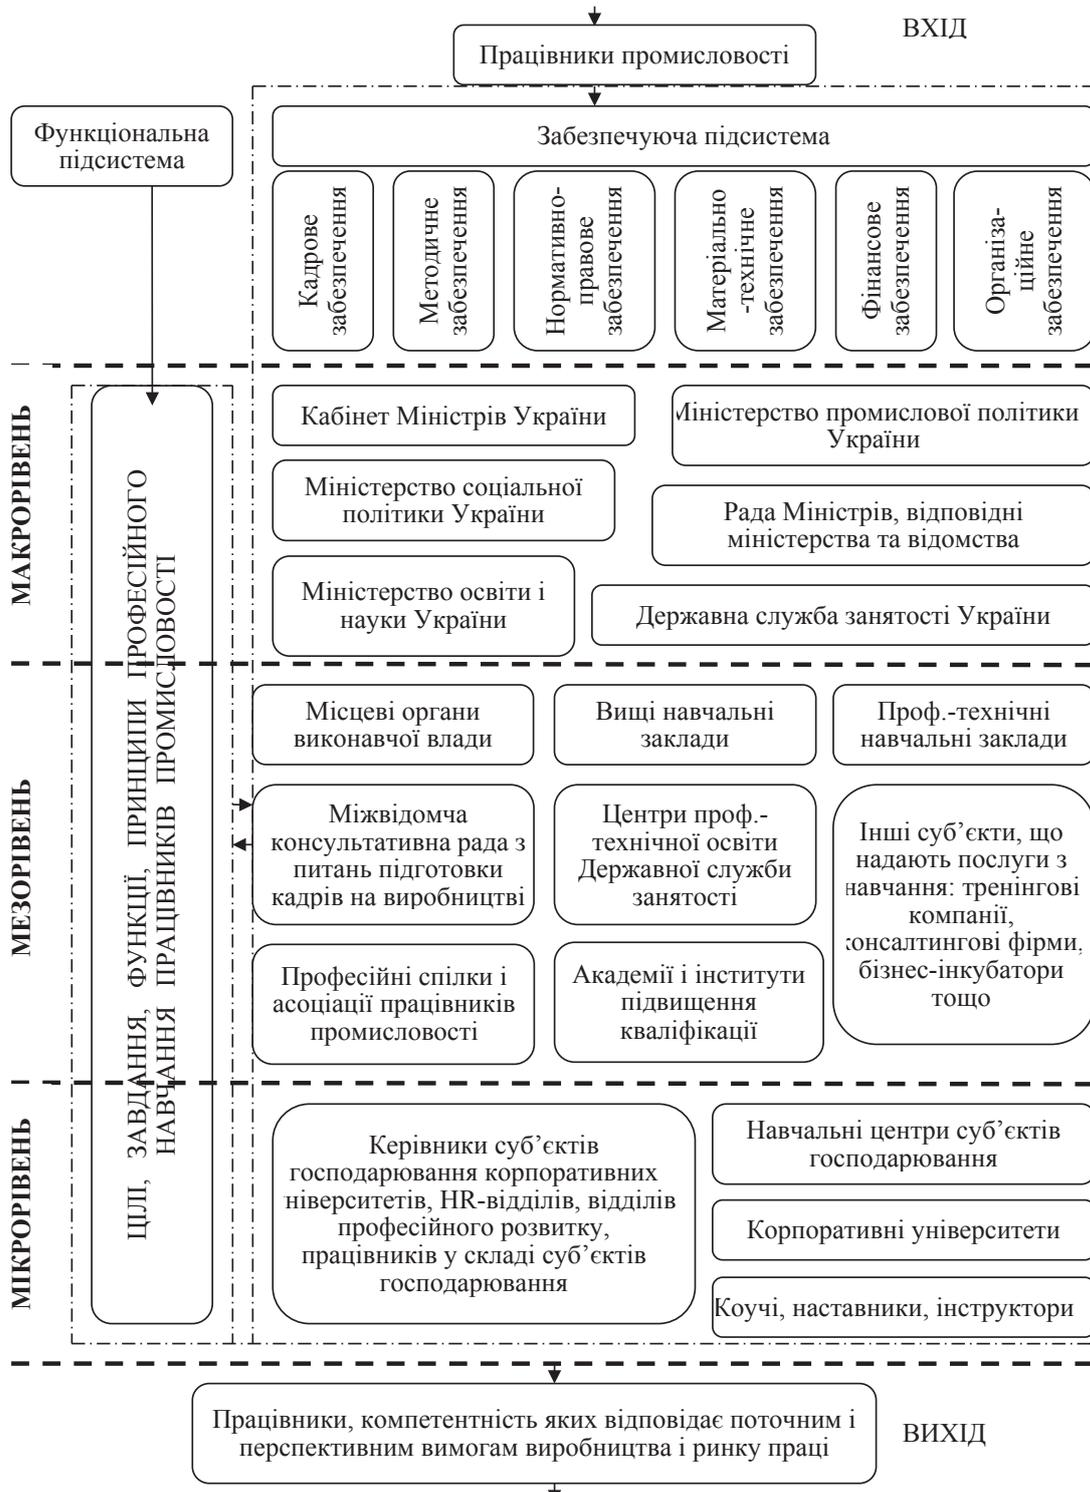 ВХІД
Працівники промисловості
Функціональна
підсистема
Забезпечуюча підсистема
Кадрове
забезпечення
Методичне
забезпечення
Нормативно-
правове
забезпечення
Матеріально
-технічне
забезпечення
Фінансове
забезпечення
Організа-
ційне
забезпечення
МАКРОРІВЕНЬ
ЦІЛІ, ЗАВДАННЯ, ФУНКЦІЇ, ПРИНЦИПИ ПРОФЕСІЙНОГО
НАВЧАННЯ ПРАЦІВНИКІВ ПРОМИСЛОВОСТІ
Кабінет Міністрів України
Міністерство промислової політики
України
Міністерство соціальної
політики України
Рада Міністрів, відповідні
міністерства та відомства
Міністерство освіти і
науки України
Державна служба занятості України
МЕЗОРІВЕНЬ
Місцеві органи
виконавчої влади
Вищі навчальні
заклади
Проф.-технічні
навчальні заклади
Міжвідомча
консультативна рада з
питань підготовки
кадрів на виробництві
Центри проф.-
технічної освіти
Державної служби
занятості
Інші суб’єкти, що
надають послуги з
навчання: тренінгові
компанії,
консалтингові фірми,
бізнес-інкубатори
тощо
Професійні спілки і
асоціації працівників
промисловості
Академії і інститути
підвищення
кваліфікації
МІКРОРІВЕНЬ
Керівники суб’єктів
господарювання корпоративних
ніверситетів, HR-відділів, відділів
професійного розвитку,
працівників у складі суб’єктів
господарювання
Навчальні центри суб’єктів
господарювання
Корпоративні університети
Коучі, наставники, інструктори
Працівники, компетентність яких відповідає поточним і
перспективним вимогам виробництва і ринку праці
ВИХІД